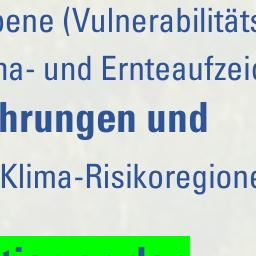 bene (Vulnerabilitäts
na- und Ernteaufzeic
hrungen und
Klima-Risikoregione